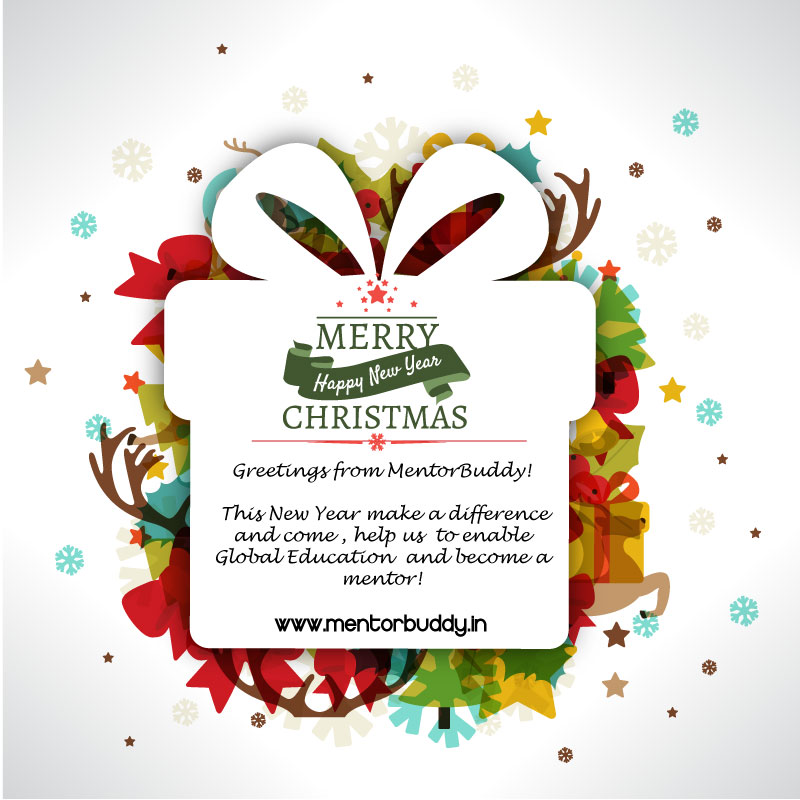 MERRY
Happy New Year
CHRISTMAS
Greetings from MentorBuddy!
This New Year make a difference
and come , help us to enable
Global Education and become a
mentor!
www.mentorbuddy.in